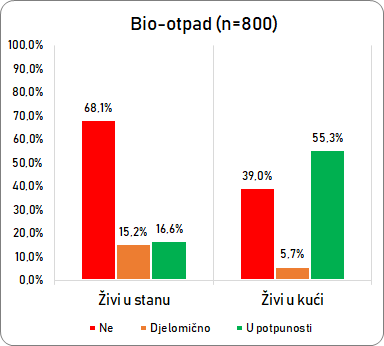 Bio-otpad (n=800)
100,0%
90,0%
80,0%
70,0%
60,0%
50,0%
40,0%
30,0%
20,0%
10,0%
0,0%
68,1%
15,2%
16,6%
39,0%
5,7%
55,3%
Živi u stanu
Živi u kući
Ne
Djelomično
U potpunosti